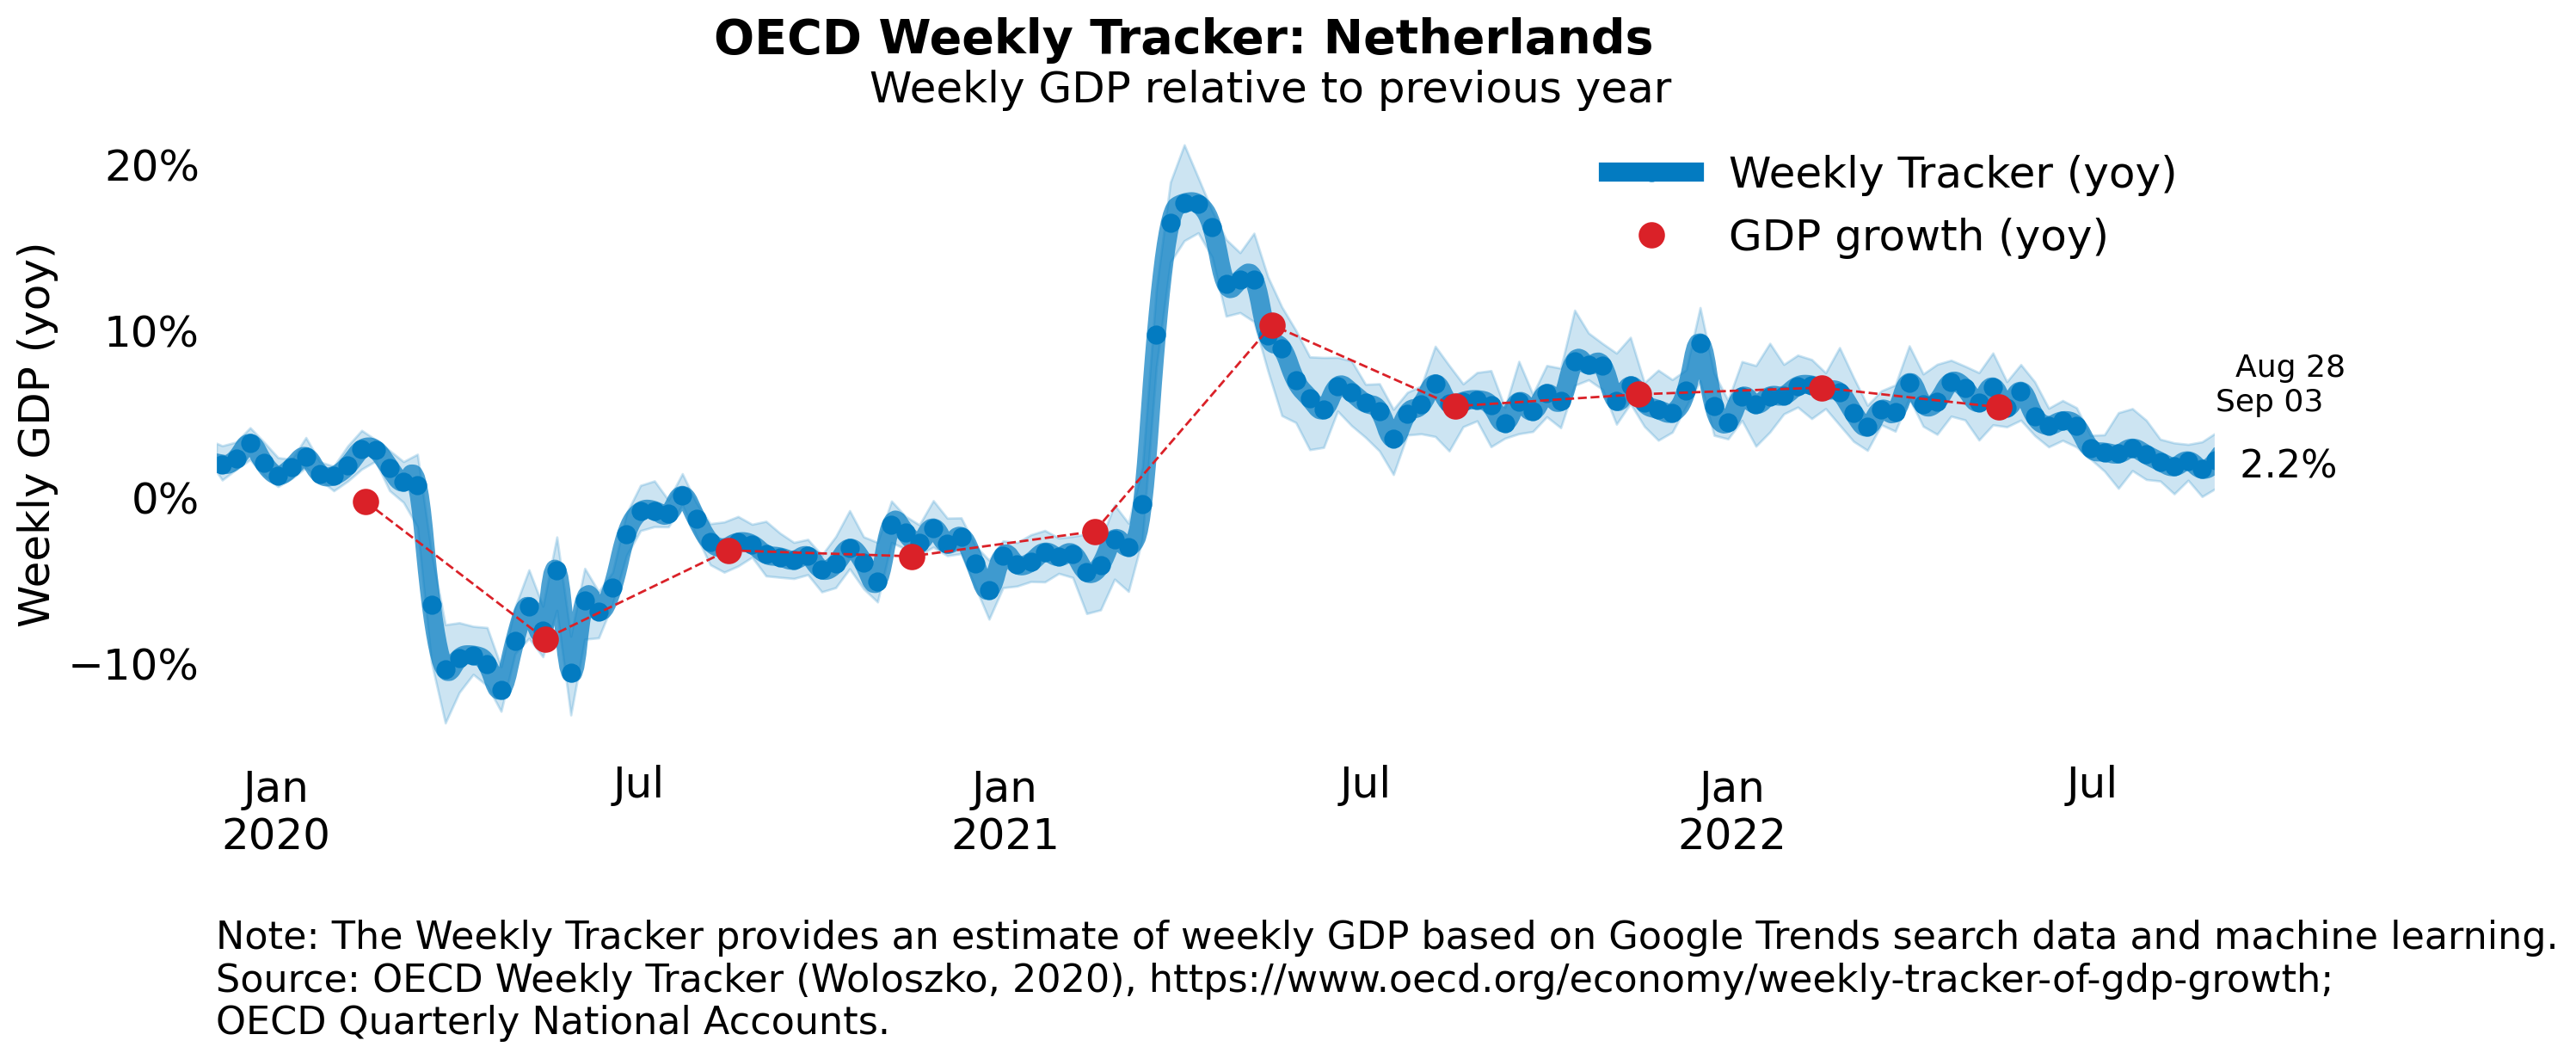 OECD Weekly Tracker: Netherlands
Weekly GDP relative to previous year
Weekly GDP (yoy)
20%
10%
0%
−10%
Weekly Tracker (yoy)
GDP growth (yoy)
Aug 28
Sep 03
2.2%
Jan
2020
Jul
Jan
2021
Jul
Jan
2022
Jul
Note: The Weekly Tracker provides an estimate of weekly GDP based on Google Trends search data and machine learning.
Source: OECD Weekly Tracker (Woloszko, 2020), https://www.oecd.org/economy/weekly-tracker-of-gdp-growth;
OECD Quarterly National Accounts.